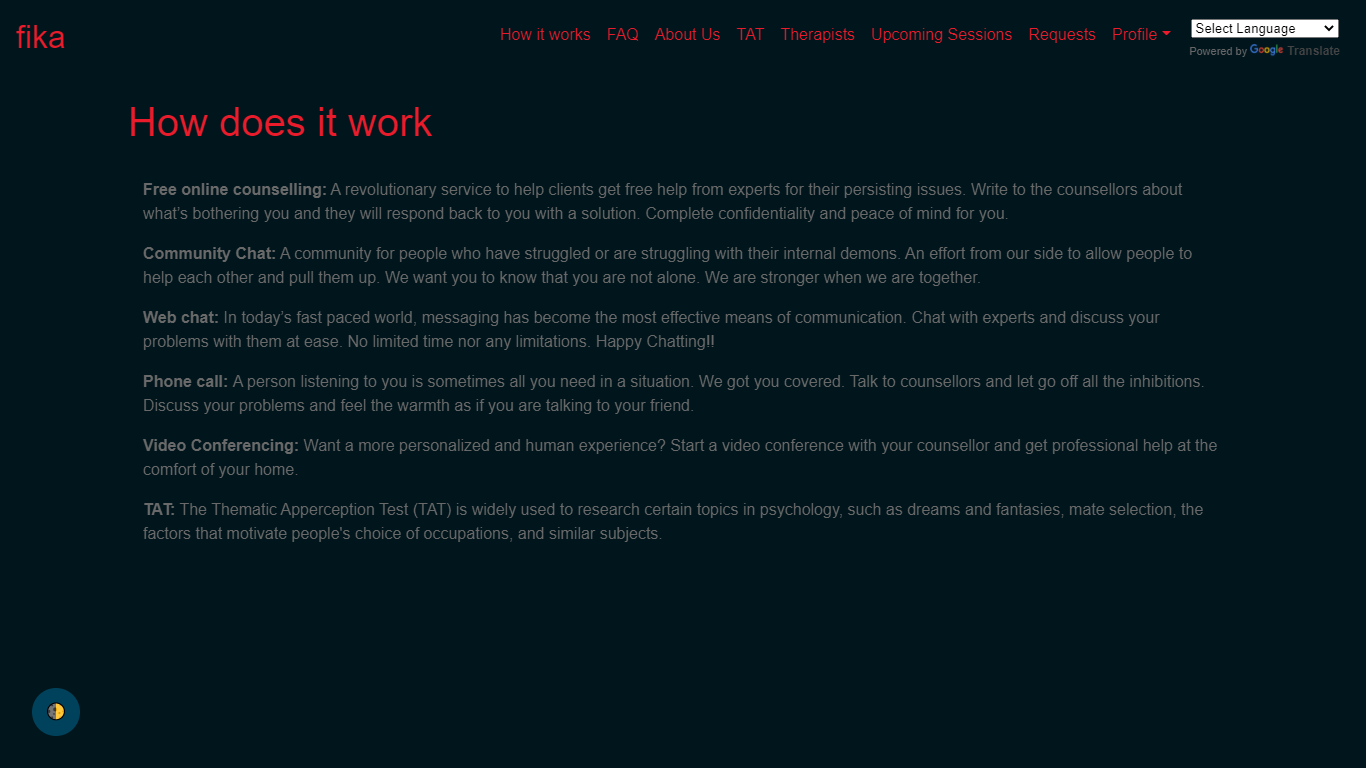 fika
How it works FAQ About Us TAT Therapists Upcoming Sessions Requests Profile
Select Language
Powered by Google Translate
How does it work
Free online counselling: A revolutionary service to help clients get free help from experts for their persisting issues. Write to the counsellors about
what’s bothering you and they will respond back to you with a solution. Complete confidentiality and peace of mind for you.
Community Chat: A community for people who have struggled or are struggling with their internal demons. An effort from our side to allow people to
help each other and pull them up. We want you to know that you are not alone. We are stronger when we are together.
Web chat: In today’s fast paced world, messaging has become the most effective means of communication. Chat with experts and discuss your
problems with them at ease. No limited time nor any limitations. Happy Chatting!!
Phone call: A person listening to you is sometimes all you need in a situation. We got you covered. Talk to counsellors and let go off all the inhibitions.
Discuss your problems and feel the warmth as if you are talking to your friend.
Video Conferencing: Want a more personalized and human experience? Start a video conference with your counsellor and get professional help at the
comfort of your home.
TAT: The Thematic Apperception Test (TAT) is widely used to research certain topics in psychology, such as dreams and fantasies, mate selection, the
factors that motivate people's choice of occupations, and similar subjects.